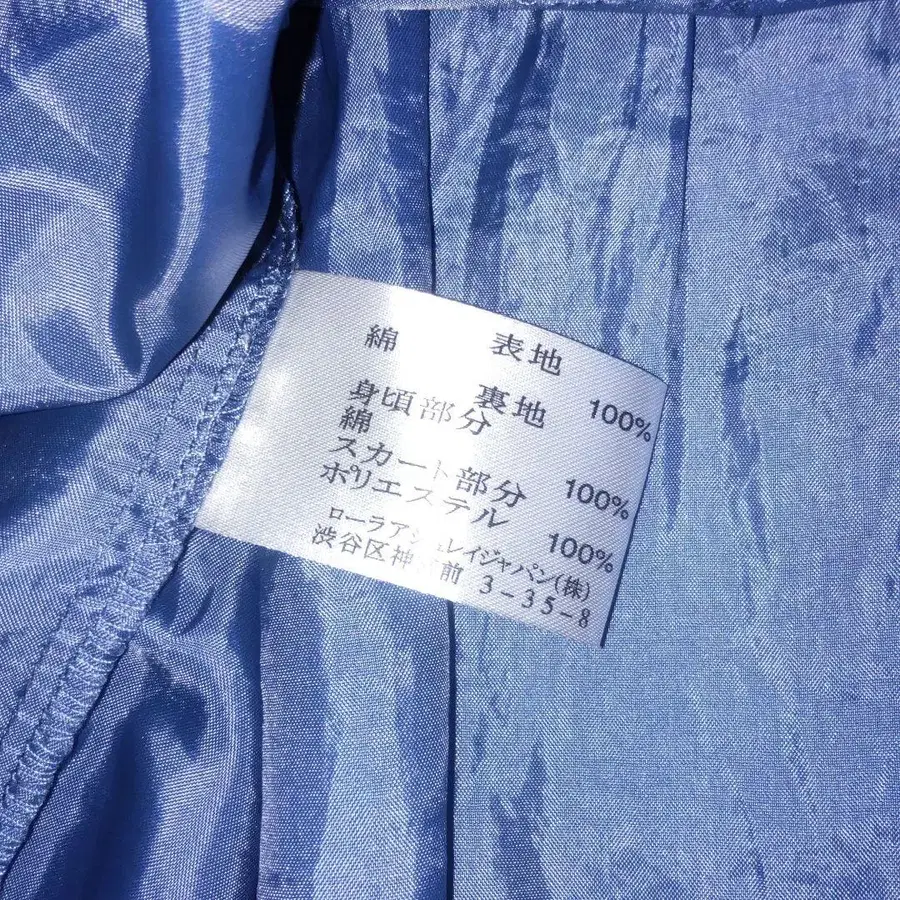 表地
綿 100%
裏地
身頃部分
綿 100%
スカート部分
ポリエステル 100%
ローラアシュレイジャパン(株)
渋谷区神宮前 3-35-8